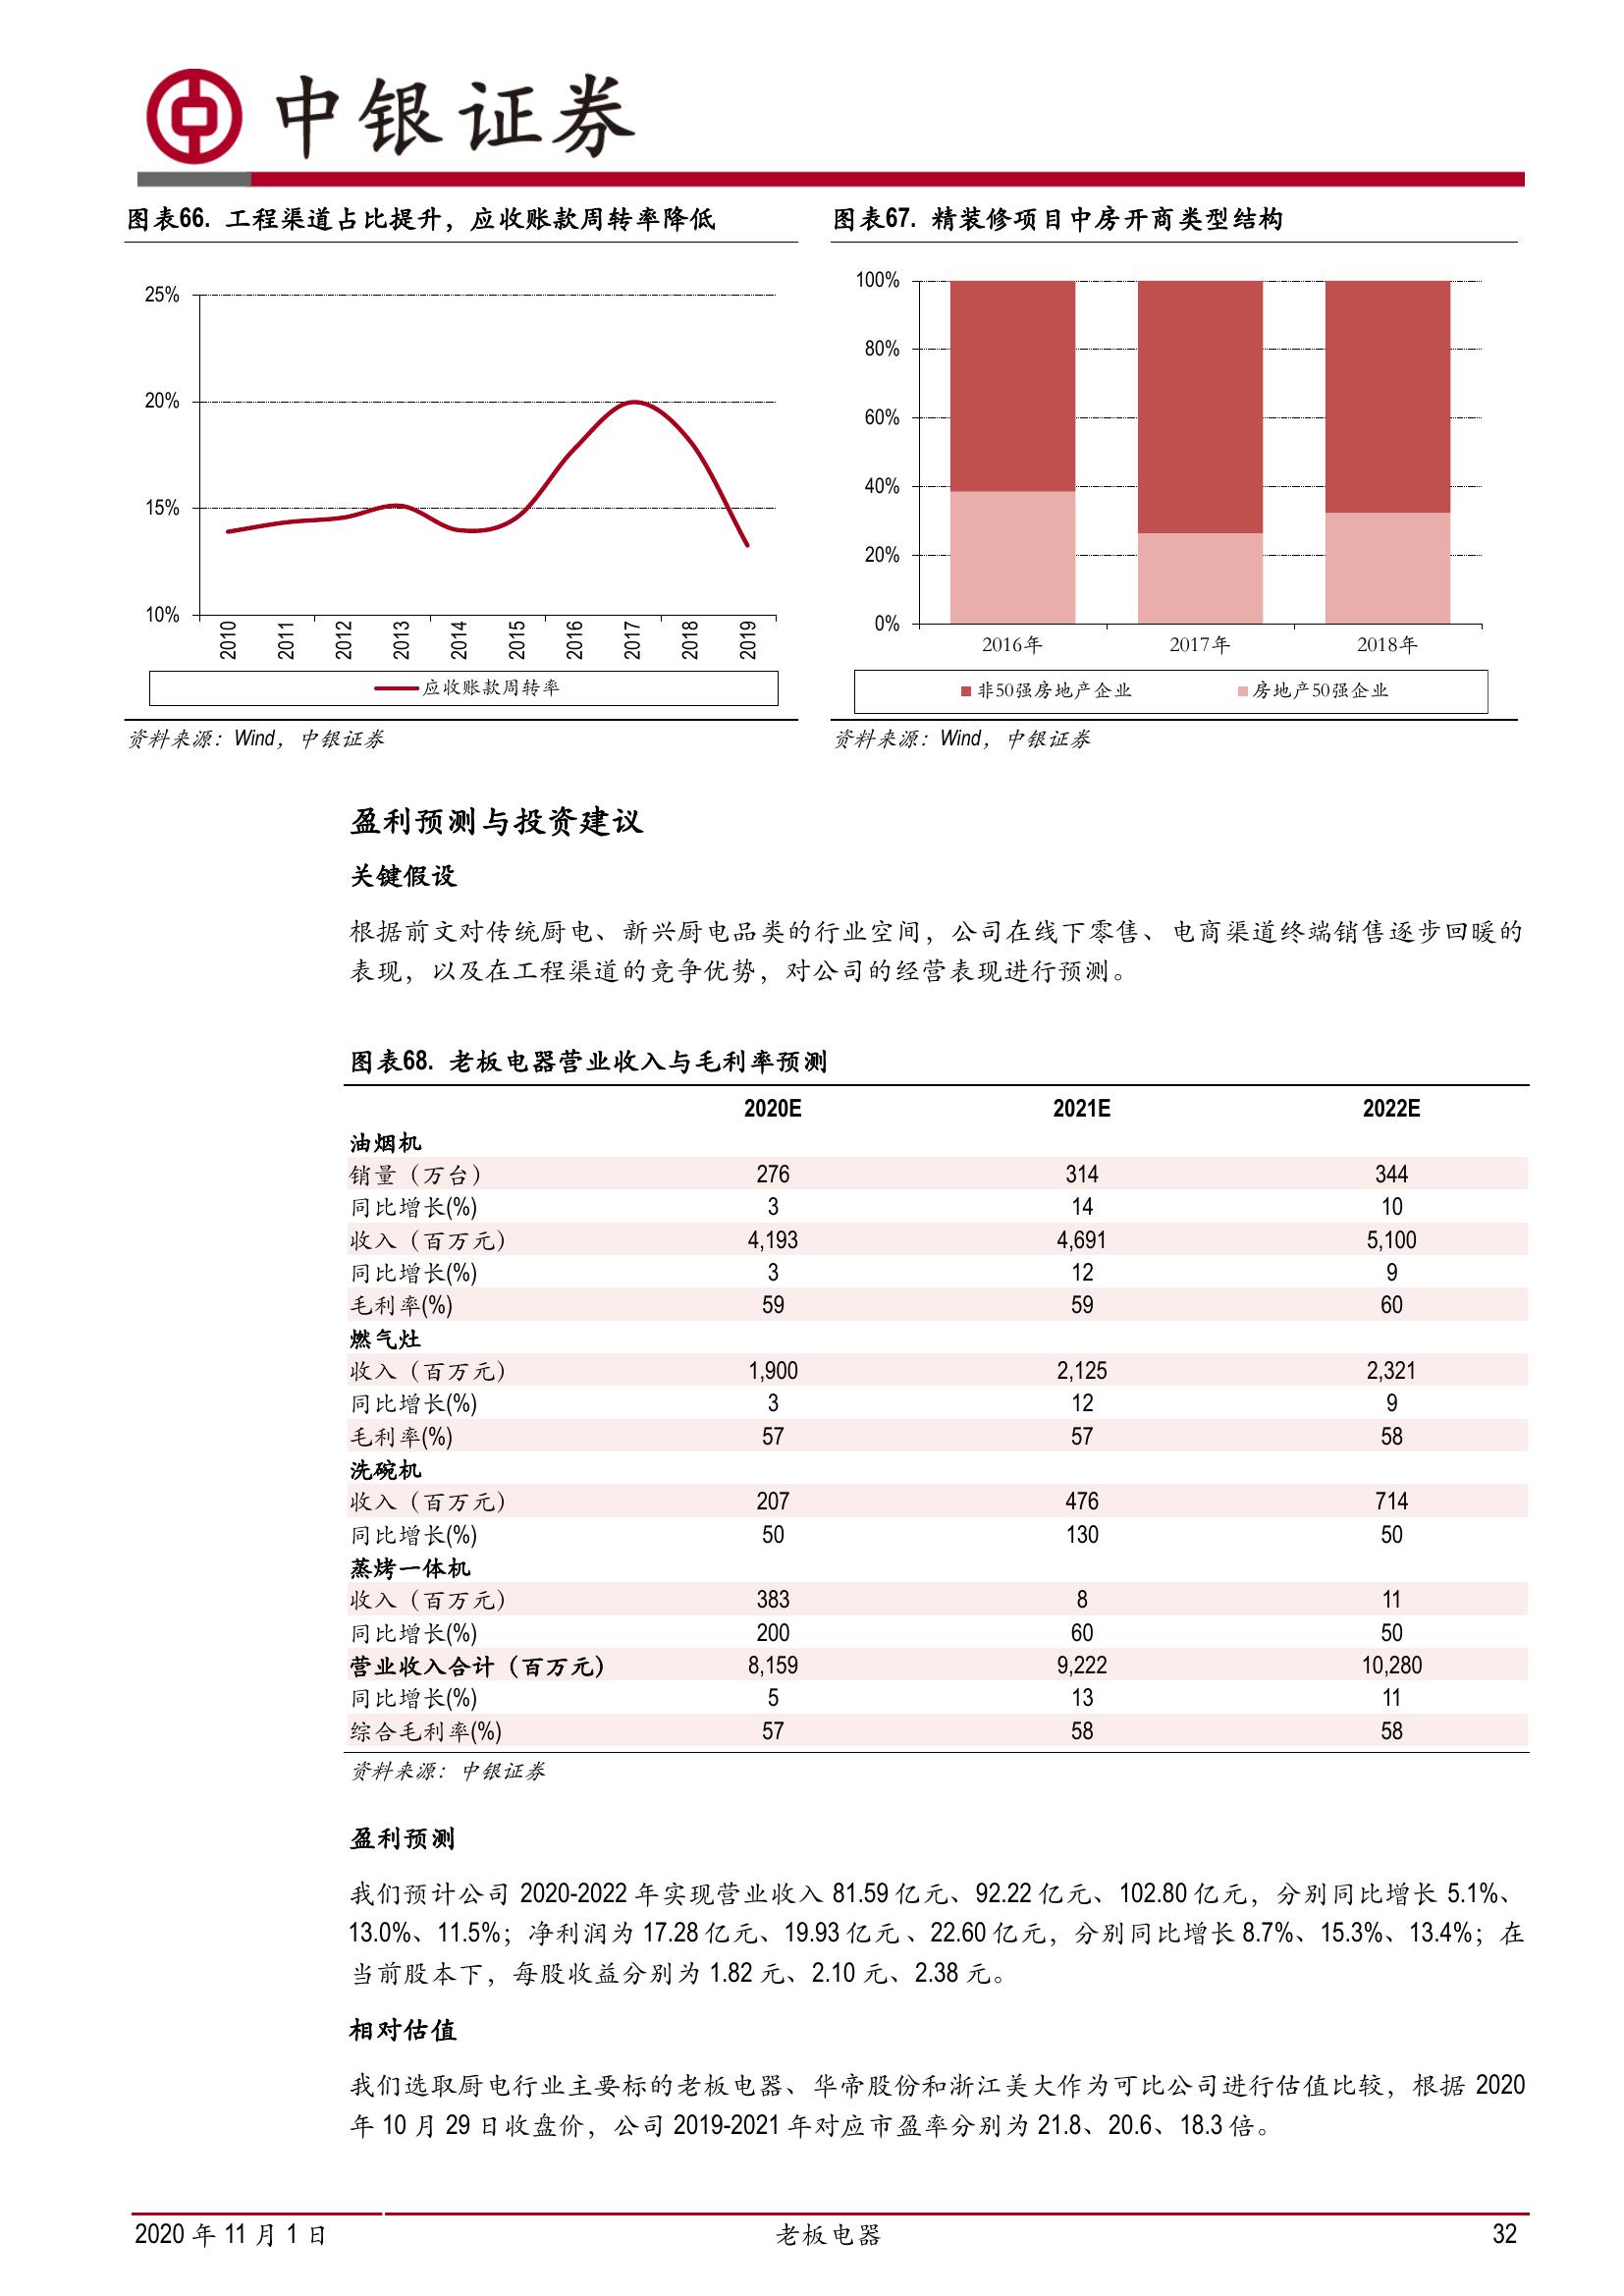 中银证券
图表66. 工程渠道占比提升，应收账款周转率降低
25%
20%
15%
10%
2010
2011
2012
2013
2014
2015
2016
2017
2018
2019
应收账款周转率
资料来源：Wind，中银证券
图表67. 精装修项目中房开商类型结构
100%
80%
60%
40%
20%
0%
2016年 2017年 2018年
非50强房地产企业 房地产50强企业
资料来源：Wind，中银证券
盈利预测与投资建议
关键假设
根据前文对传统厨电、新兴厨电品类的行业空间，公司在线下零售、电商渠道终端销售逐步回暖的
表现，以及在工程渠道的竞争优势，对公司的经营表现进行预测。
图表68. 老板电器营业收入与毛利率预测
2020E 2021E 2022E
油烟机
销量（万台） 276 314 344
同比增长(%) 3 14 10
收入（百万元） 4,193 4,691 5,100
同比增长(%) 3 12 9
毛利率(%) 59 59 60
燃气灶
收入（百万元） 1,900 2,125 2,321
同比增长(%) 3 12 9
毛利率(%) 57 57 58
洗碗机
收入（百万元） 207 476 714
同比增长(%) 50 130 50
蒸烤一体机
收入（百万元） 383 8 11
同比增长(%) 200 60 50
营业收入合计（百万元） 8,159 9,222 10,280
同比增长(%) 5 13 11
综合毛利率(%) 57 58 58
资料来源：中银证券
盈利预测
我们预计公司 2020-2022 年实现营业收入 81.59 亿元、92.22 亿元、102.80 亿元，分别同比增长 5.1%、
13.0%、11.5%；净利润为 17.28 亿元、19.93 亿元、22.60 亿元，分别同比增长 8.7%、15.3%、13.4%；在
当前股本下，每股收益分别为 1.82 元、2.10 元、2.38 元。
相对估值
我们选取厨电行业主要标的老板电器、华帝股份和浙江美大作为可比公司进行估值比较，根据 2020
年 10 月 29 日收盘价，公司 2019-2021 年对应市盈率分别为 21.8、20.6、18.3 倍。
2020 年 11 月 1 日 老板电器 32